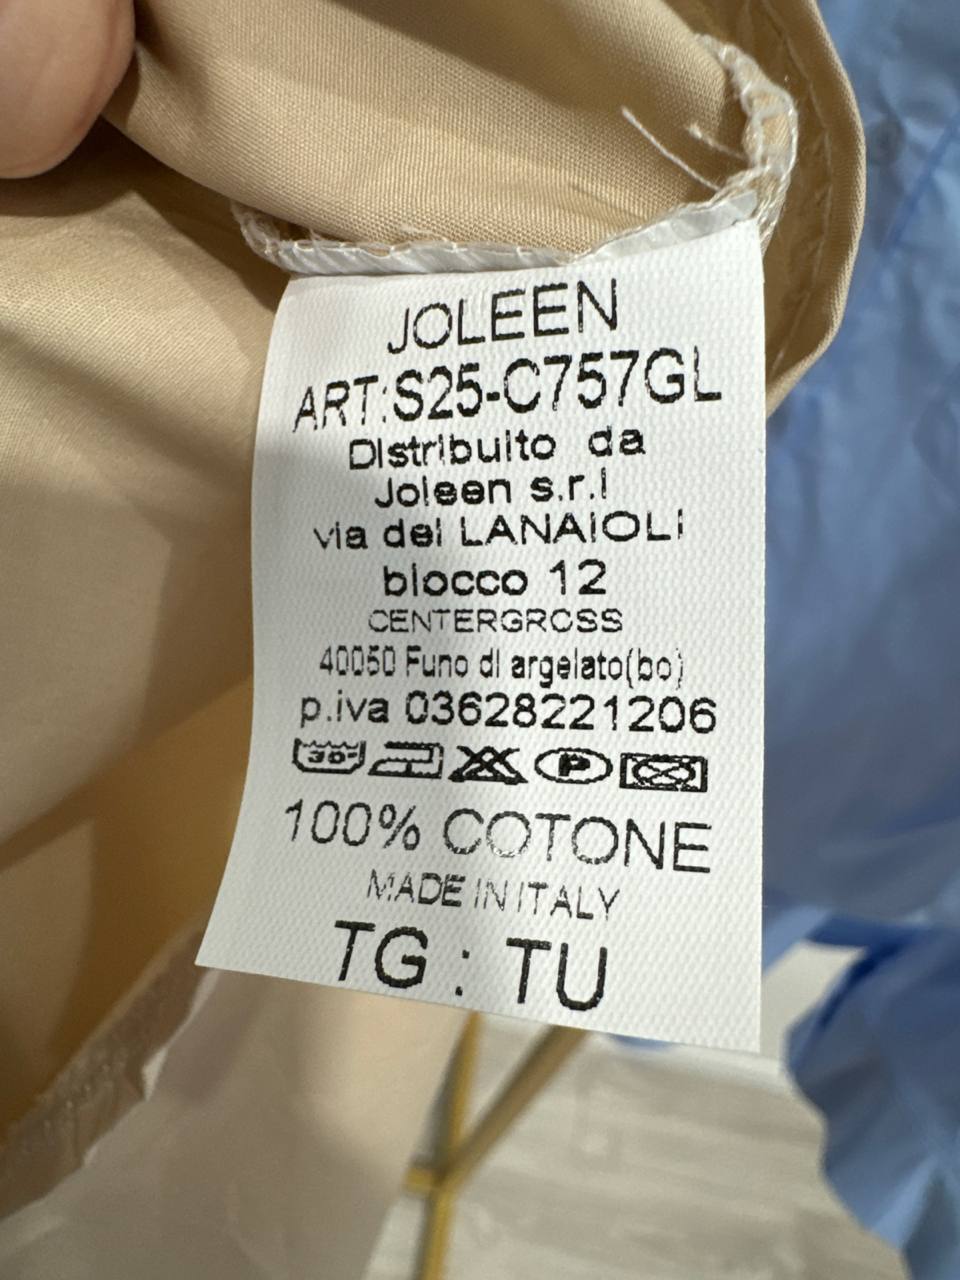 JOLEEN
ART:S25-C757GL
Distribuito da
Joleen s.r.l
via dei LANAiOLi
blocco 12
CENTERGROSS
40050 Funo di argelato(bo)
p.iva 03628221206
30°
P
100% COTONE
MADE IN ITALY
TG : TU